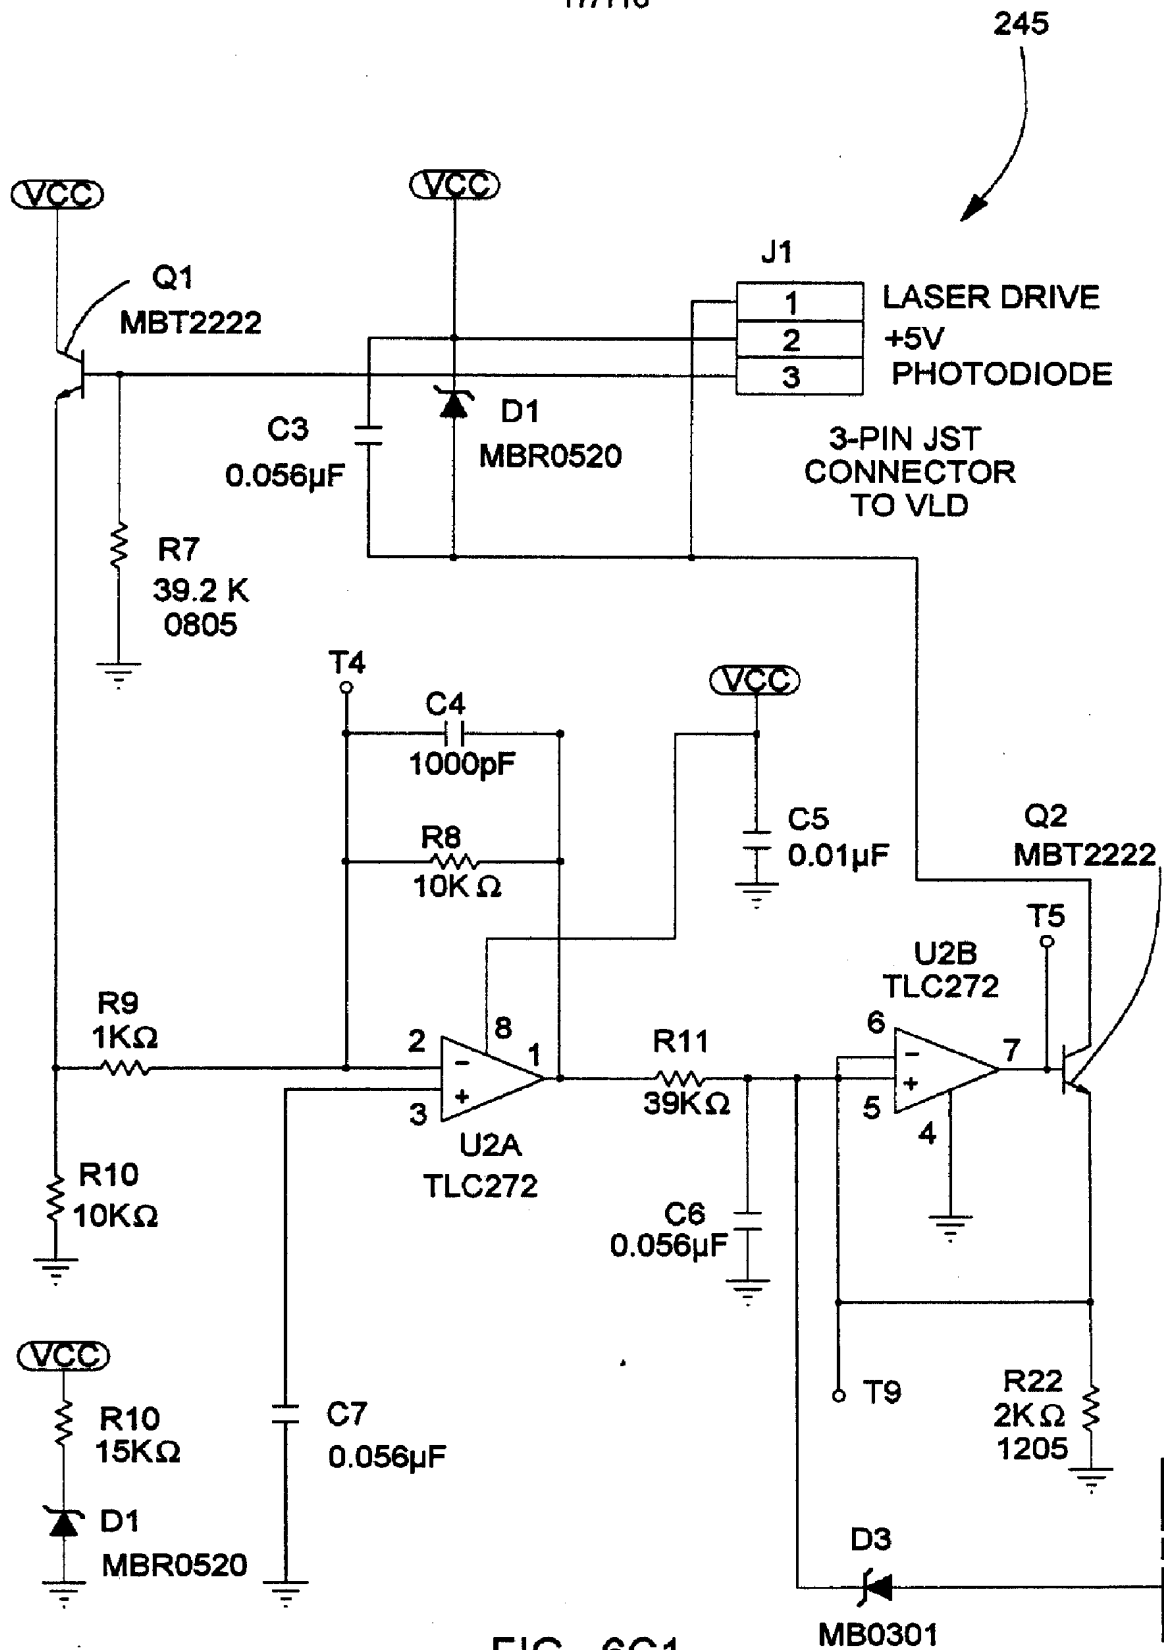 245
VCC
VCC
Q1
MBT2222
J1
1
LASER DRIVE
2
+5V
3
PHOTODIODE
C3
0.056µF
D1
MBR0520
3-PIN JST
CONNECTOR
TO VLD
R7
39.2 K
0805
T4
C4
1000pF
VCC
R8
10K Ω
C5
0.01µF
Q2
MBT2222
T5
U2B
TLC272
R9
1KΩ
2
-
8
1
+
3
U2A
TLC272
R11
39KΩ
6
-
7
+
5
4
R10
10KΩ
C6
0.056µF
VCC
R10
15KΩ
D1
MBR0520
C7
0.056µF
T9
R22
2K Ω
1205
D3
MB0301